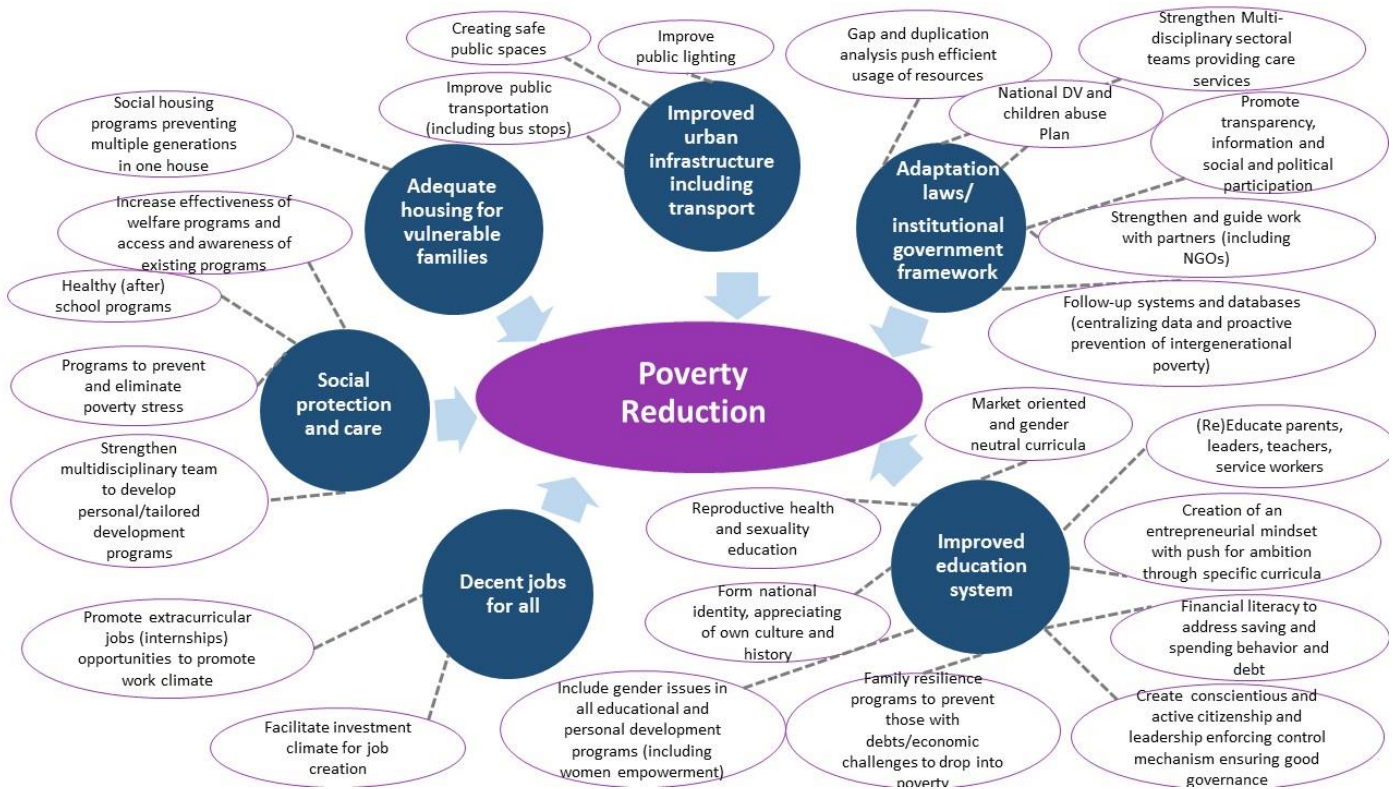 Creating safe
public spaces
Improve
public lighting
Gap and duplication
analysis push efficient
usage of resources
Strengthen Multi-
disciplinary sectoral
teams providing care
services
Social housing
programs preventing
multiple generations
in one house
Improve public
transportation
(including bus stops)
Improved
urban
infrastructure
including
transport
National DV and
children abuse
Plan
Promote
transparency,
information and
social and political
participation
Adequate
housing for
vulnerable
families
Adaptation
laws/
institutional
government
framework
Increase effectiveness of
welfare programs and
access and awareness of
existing programs
Strengthen and guide work
with partners (including
NGOs)
Healthy (after)
school programs
Follow-up systems and databases
(centralizing data and proactive
prevention of intergenerational
poverty)
Programs to prevent
and eliminate
poverty stress
Social
protection
and care
Poverty
Reduction
Market oriented
and gender
neutral curricula
(Re)Educate parents,
leaders, teachers,
service workers
Strengthen
multidisciplinary team
to develop
personal/tailored
development
programs
Reproductive health
and sexuality
education
Improved
education
system
Creation of an
entrepreneurial mindset
with push for ambition
through specific curricula
Decent jobs
for all
Form national
identity, appreciating
of own culture and
history
Financial literacy to
address saving and
spending behavior and
debt
Promote extracurricular
jobs (internships)
opportunities to promote
work climate
Include gender issues in
all educational and
personal development
programs (including
women empowerment)
Family resilience
programs to prevent
those with
debts/economic
challenges to drop into
poverty
Create conscientious and
active citizenship and
leadership enforcing control
mechanism ensuring good
governance
Facilitate investment
climate for job
creation